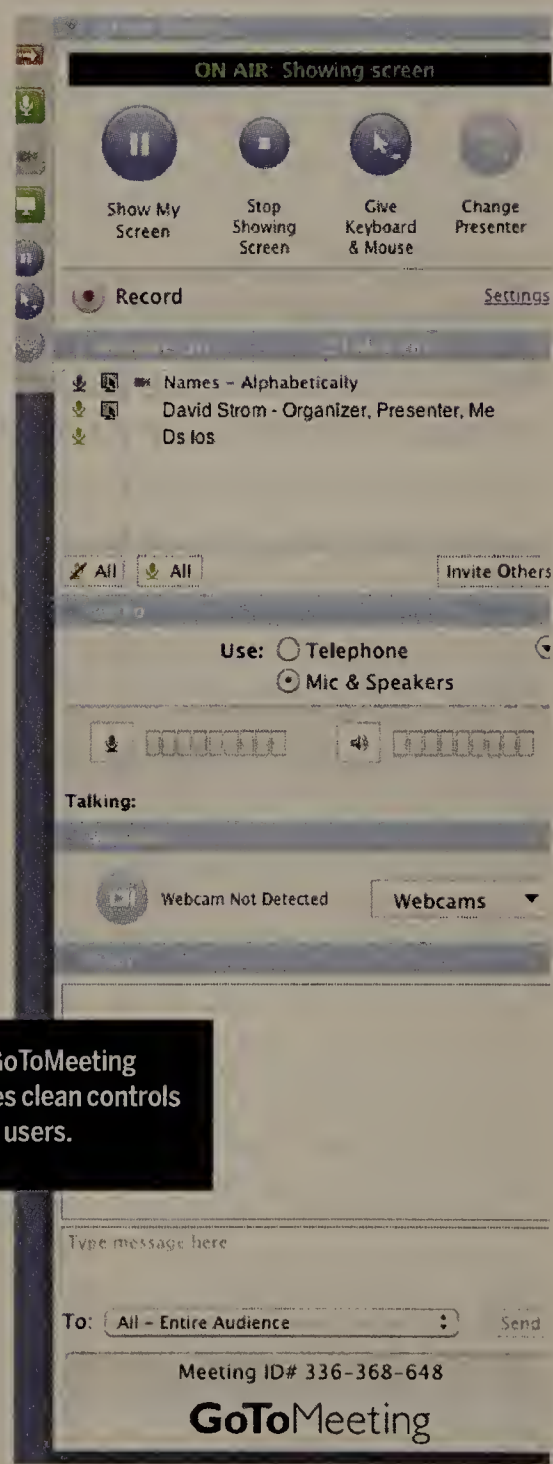 ON AIR: Showing screen
Show My
Screen
Stop
Showing
Screen
Give
Keyboard
& Mouse
Change
Presenter
Record
Settings
Names – Alphabetically
David Strom - Organizer, Presenter, Me
Ds Ios
All
All
Invite Others
Use:
Telephone
Mic & Speakers
Talking:
Webcam Not Detected
Webcams
GoToMeeting
es clean controls
users.
Type message here
To: All – Entire Audience
Send
Meeting ID# 336-368-648
GoToMeeting